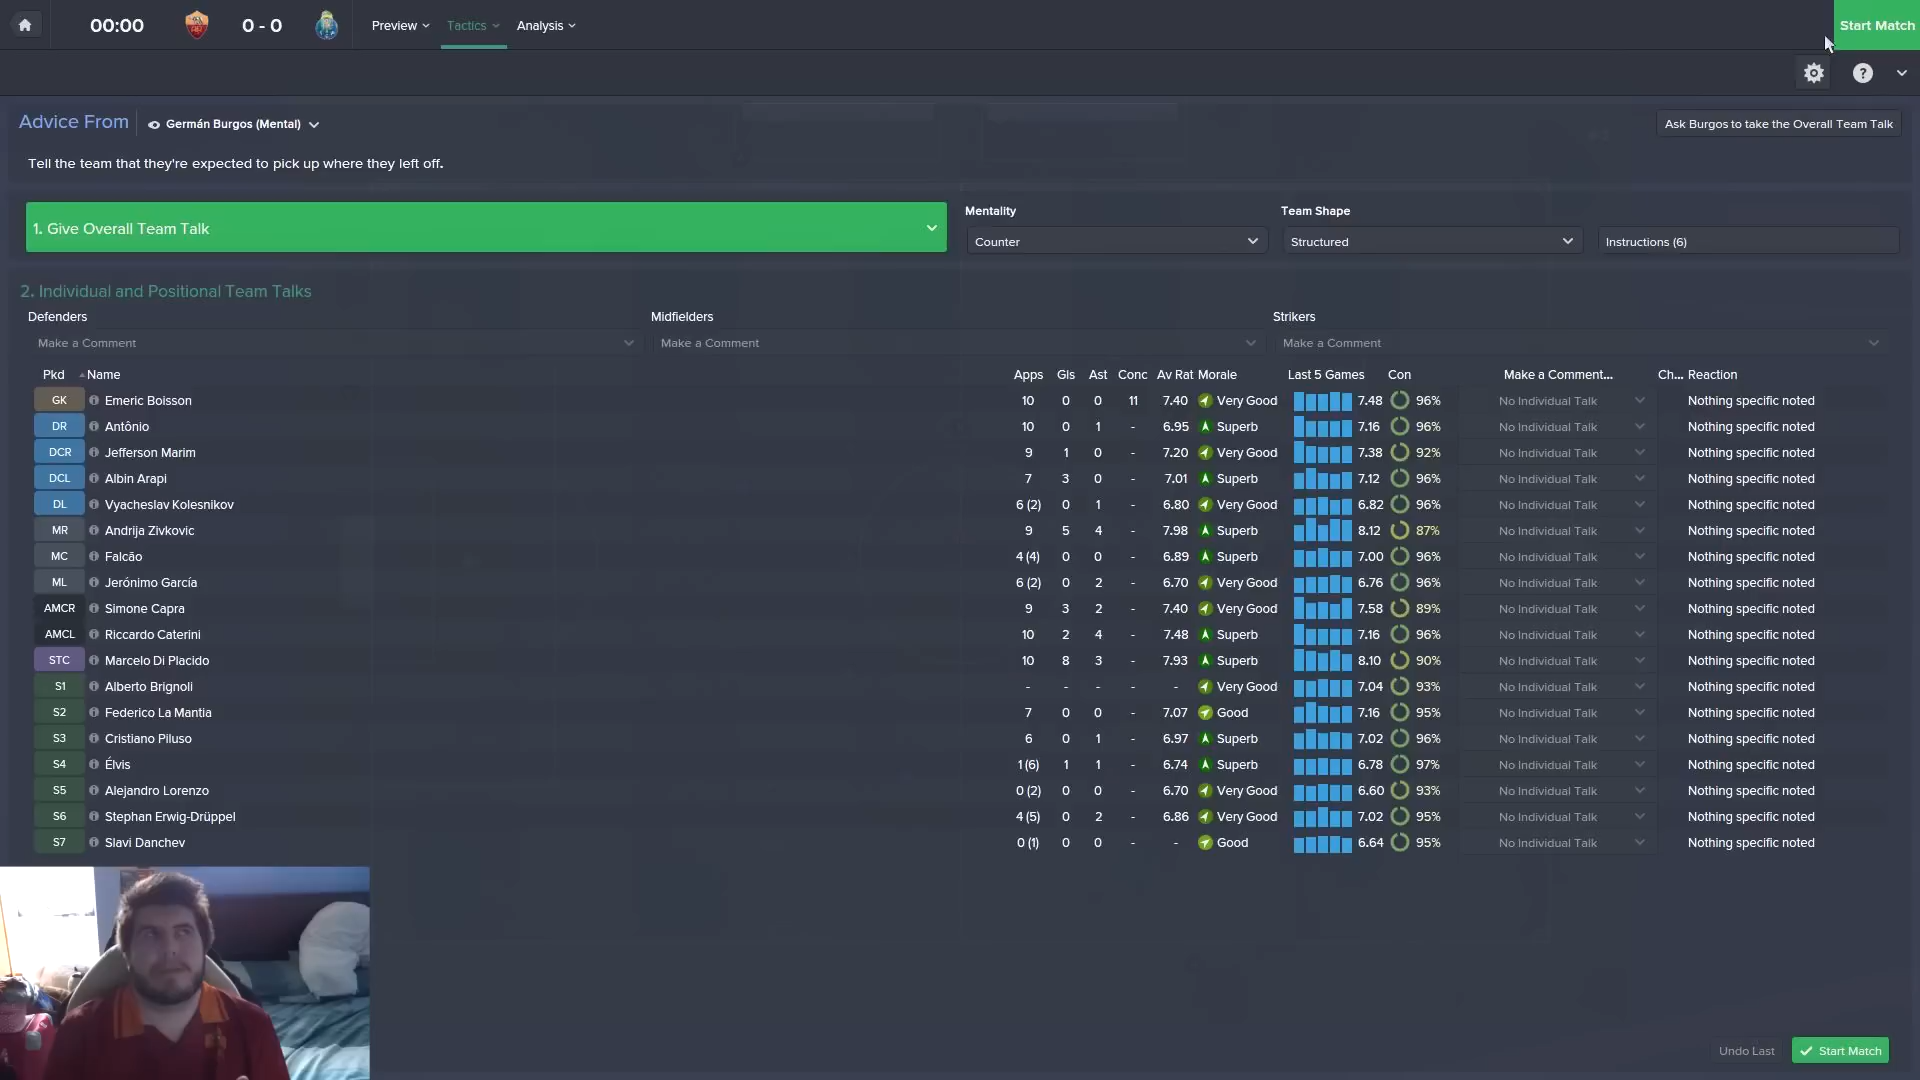 00:00 0 - 0 Preview Tactics Analysis Start Match
?
Advice From Germán Burgos (Mental) Ask Burgos to take the Overall Team Talk
Tell the team that they're expected to pick up where they left off.
Mentality Team Shape
1. Give Overall Team Talk Counter Structured Instructions (6)
2. Individual and Positional Team Talks
Defenders Midfielders Strikers
Make a Comment Make a Comment Make a Comment
Pkd Name Apps Gls Ast Conc Av Rat Morale Last 5 Games Con Make a Comment... Ch... Reaction
GK Emeric Boisson 10 0 0 11 7.40 Very Good 7.48 96% No Individual Talk Nothing specific noted
DR Antônio 10 0 1 - 6.95 Superb 7.16 96% No Individual Talk Nothing specific noted
DCR Jefferson Marim 9 1 0 - 7.20 Very Good 7.38 92% No Individual Talk Nothing specific noted
DCL Albin Arapi 7 3 0 - 7.01 Superb 7.12 96% No Individual Talk Nothing specific noted
DL Vyacheslav Kolesnikov 6 (2) 0 1 - 6.80 Very Good 6.82 96% No Individual Talk Nothing specific noted
MR Andrija Zivkovic 9 5 4 - 7.98 Superb 8.12 87% No Individual Talk Nothing specific noted
MC Falcão 4 (4) 0 0 - 6.89 Superb 7.00 96% No Individual Talk Nothing specific noted
ML Jerónimo García 6 (2) 0 2 - 6.70 Very Good 6.76 96% No Individual Talk Nothing specific noted
AMCR Simone Capra 9 3 2 - 7.40 Very Good 7.58 89% No Individual Talk Nothing specific noted
AMCL Riccardo Caterini 10 2 4 - 7.48 Superb 7.16 96% No Individual Talk Nothing specific noted
STC Marcelo Di Placido 10 8 3 - 7.93 Superb 8.10 90% No Individual Talk Nothing specific noted
S1 Alberto Brignoli - - - - - Very Good 7.04 93% No Individual Talk Nothing specific noted
S2 Federico La Mantia 7 0 0 - 7.07 Good 7.16 95% No Individual Talk Nothing specific noted
S3 Cristiano Piluso 6 0 1 - 6.97 Superb 7.02 96% No Individual Talk Nothing specific noted
S4 Élvis 1 (6) 1 1 - 6.74 Superb 6.78 97% No Individual Talk Nothing specific noted
S5 Alejandro Lorenzo 0 (2) 0 0 - 6.70 Very Good 6.60 93% No Individual Talk Nothing specific noted
S6 Stephan Erwig-Drüppel 4 (5) 0 2 - 6.86 Very Good 7.02 95% No Individual Talk Nothing specific noted
S7 Slavi Danchev 0 (1) 0 0 - - Good 6.64 95% No Individual Talk Nothing specific noted
Undo Last Start Match